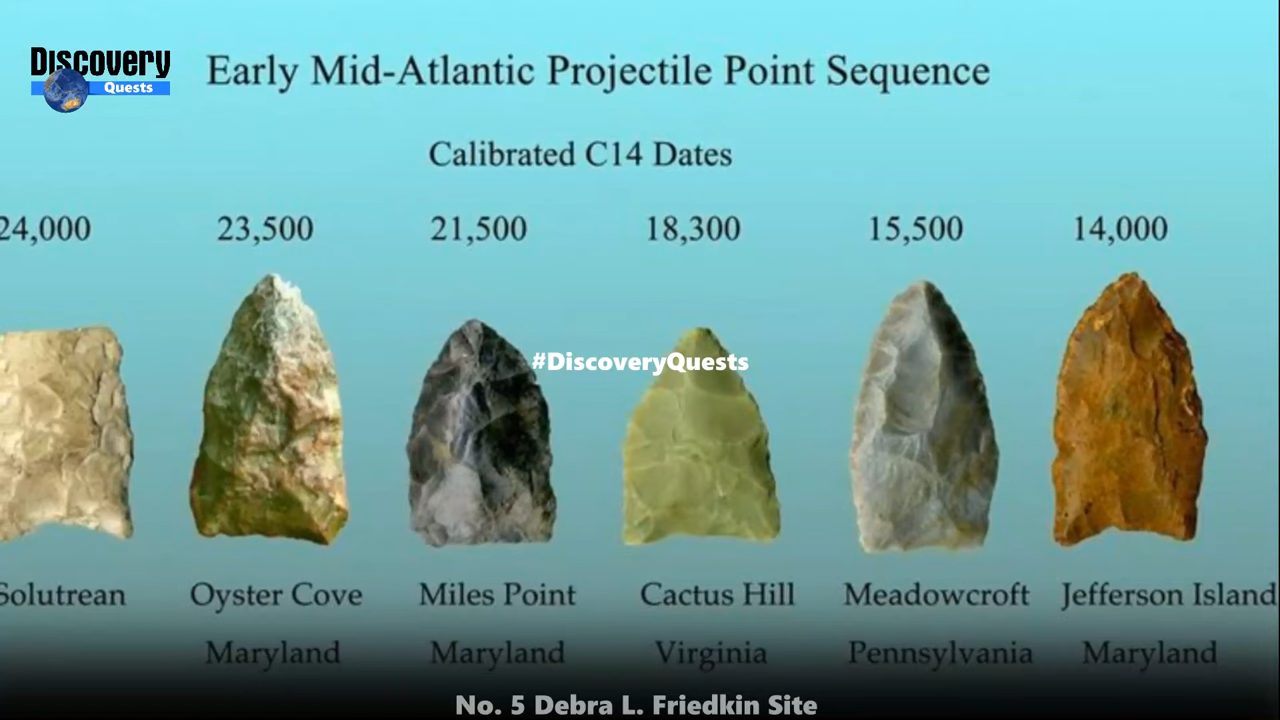 Discovery
Quests
Early Mid-Atlantic Projectile Point Sequence
Calibrated C14 Dates
24,000 23,500 21,500 18,300 15,500 14,000
#DiscoveryQuests
Solutrean Oyster Cove Miles Point Cactus Hill Meadowcroft Jefferson Island
Maryland Maryland Virginia Pennsylvania Maryland
No. 5 Debra L. Friedkin Site